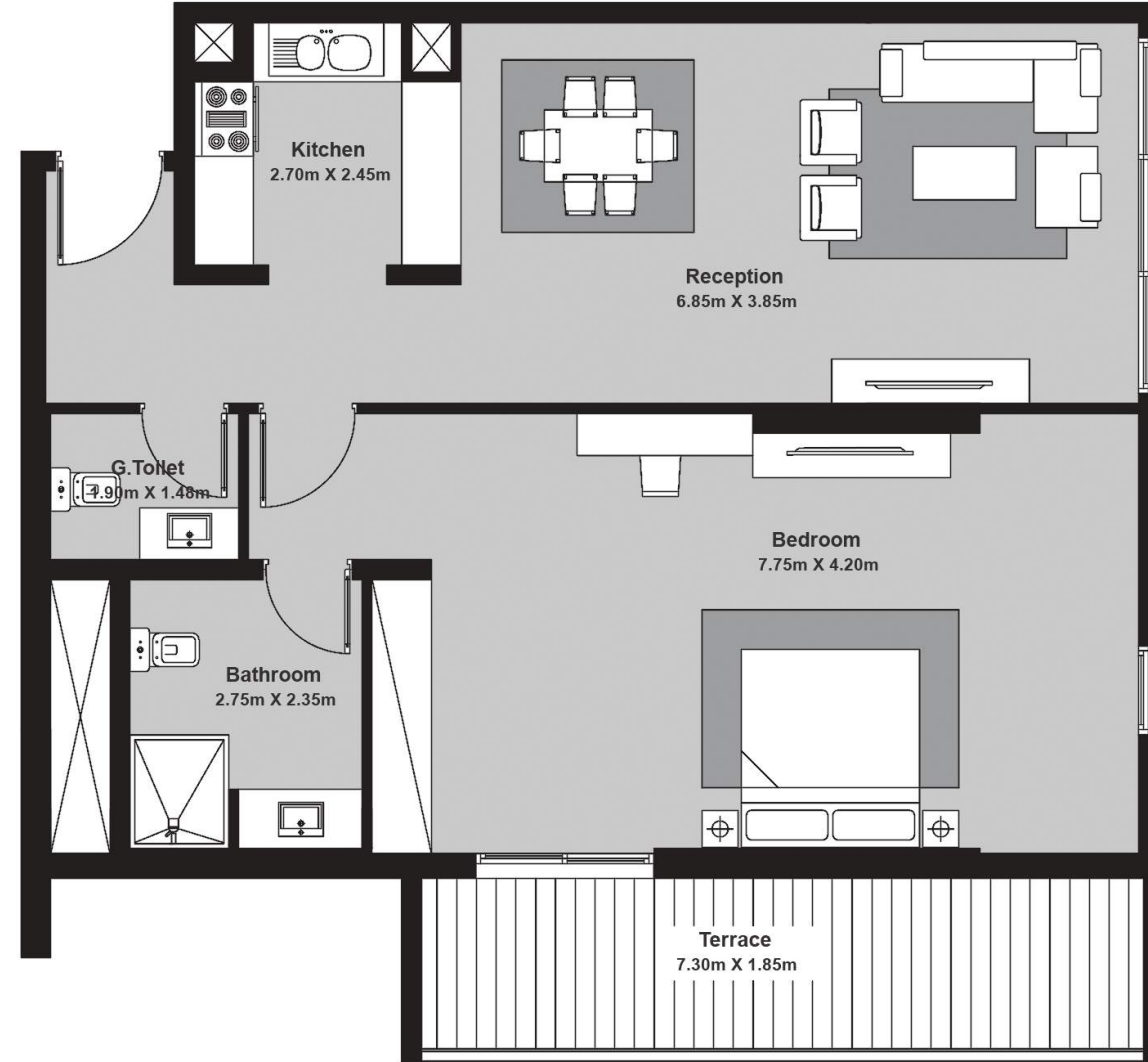 Kitchen
2.70m X 2.45m
Reception
6.85m X 3.85m
G.Toilet
1.90m X 1.48m
Bedroom
7.75m X 4.20m
Bathroom
2.75m X 2.35m
Terrace
7.30m X 1.85m